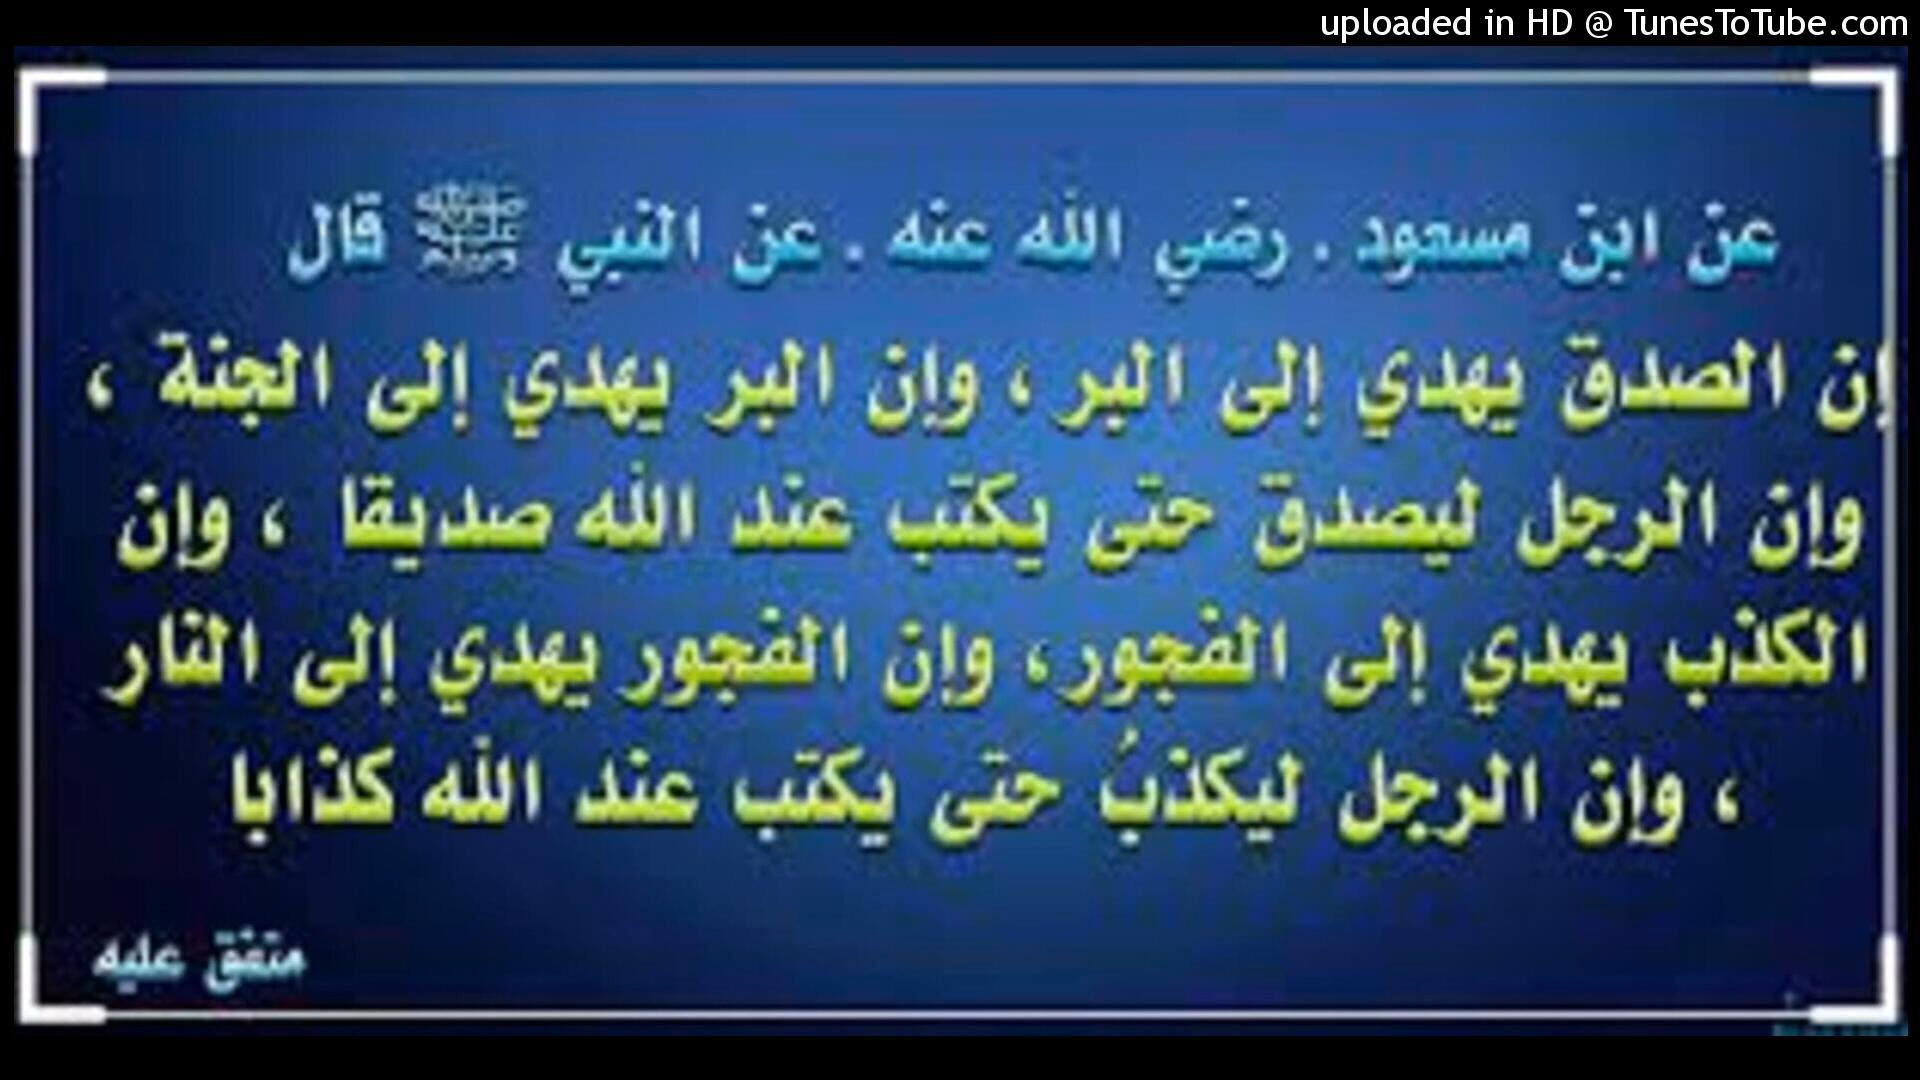 uploaded in HD @ TunesToTube.com
عن ابن مسعود . رضي الله عنه . عن النبي ﷺ قال
إن الصدق يهدي إلى البر ، وإن البر يهدي إلى الجنة ،
وإن الرجل ليصدق حتى يكتب عند الله صديقا ، وإن
الكذب يهدي إلى الفجور، وإن الفجور يهدي إلى النار
، وإن الرجل ليكذبُ حتى يكتب عند الله كذابا
متفق عليه